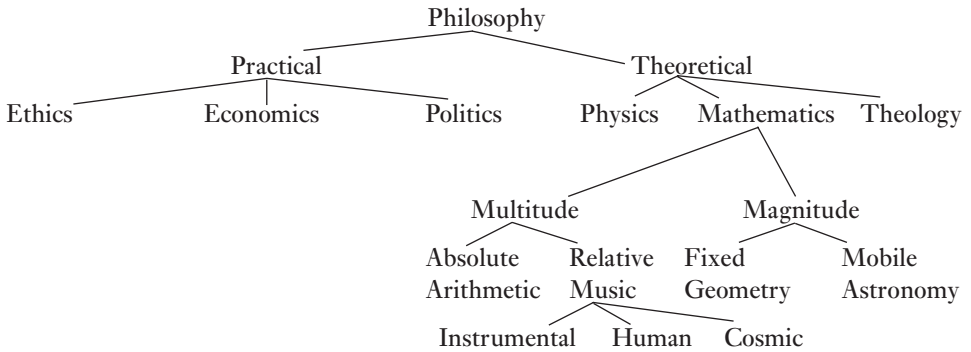 Philosophy
Practical Theoretical
Ethics Economics Politics Physics Mathematics Theology
Multitude Magnitude
Absolute Relative Fixed Mobile
Arithmetic Music Geometry Astronomy
Instrumental Human Cosmic